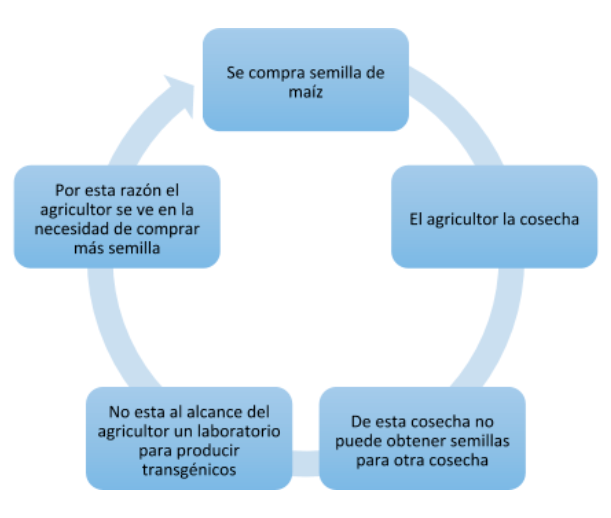 Se compra semilla de
maíz
El agricultor la cosecha
De esta cosecha no
puede obtener semillas
para otra cosecha
No esta al alcance del
agricultor un laboratorio
para producir
transgénicos
Por esta razón el
agricultor se ve en la
necesidad de comprar
más semilla